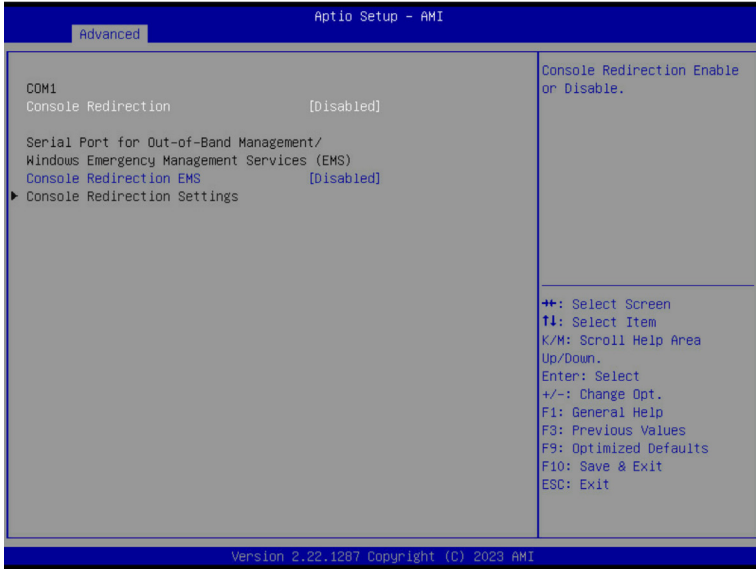 Aptio Setup – AMI
Advanced
COM1
Console Redirection [Disabled]
Serial Port for Out-of-Band Management/
Windows Emergency Management Services (EMS)
Console Redirection EMS [Disabled]
▶ Console Redirection Settings
Console Redirection Enable
or Disable.
→←: Select Screen
↑↓: Select Item
K/M: Scroll Help Area
Up/Down.
Enter: Select
+/-: Change Opt.
F1: General Help
F3: Previous Values
F9: Optimized Defaults
F10: Save & Exit
ESC: Exit
Version 2.22.1287 Copyright (C) 2023 AMI